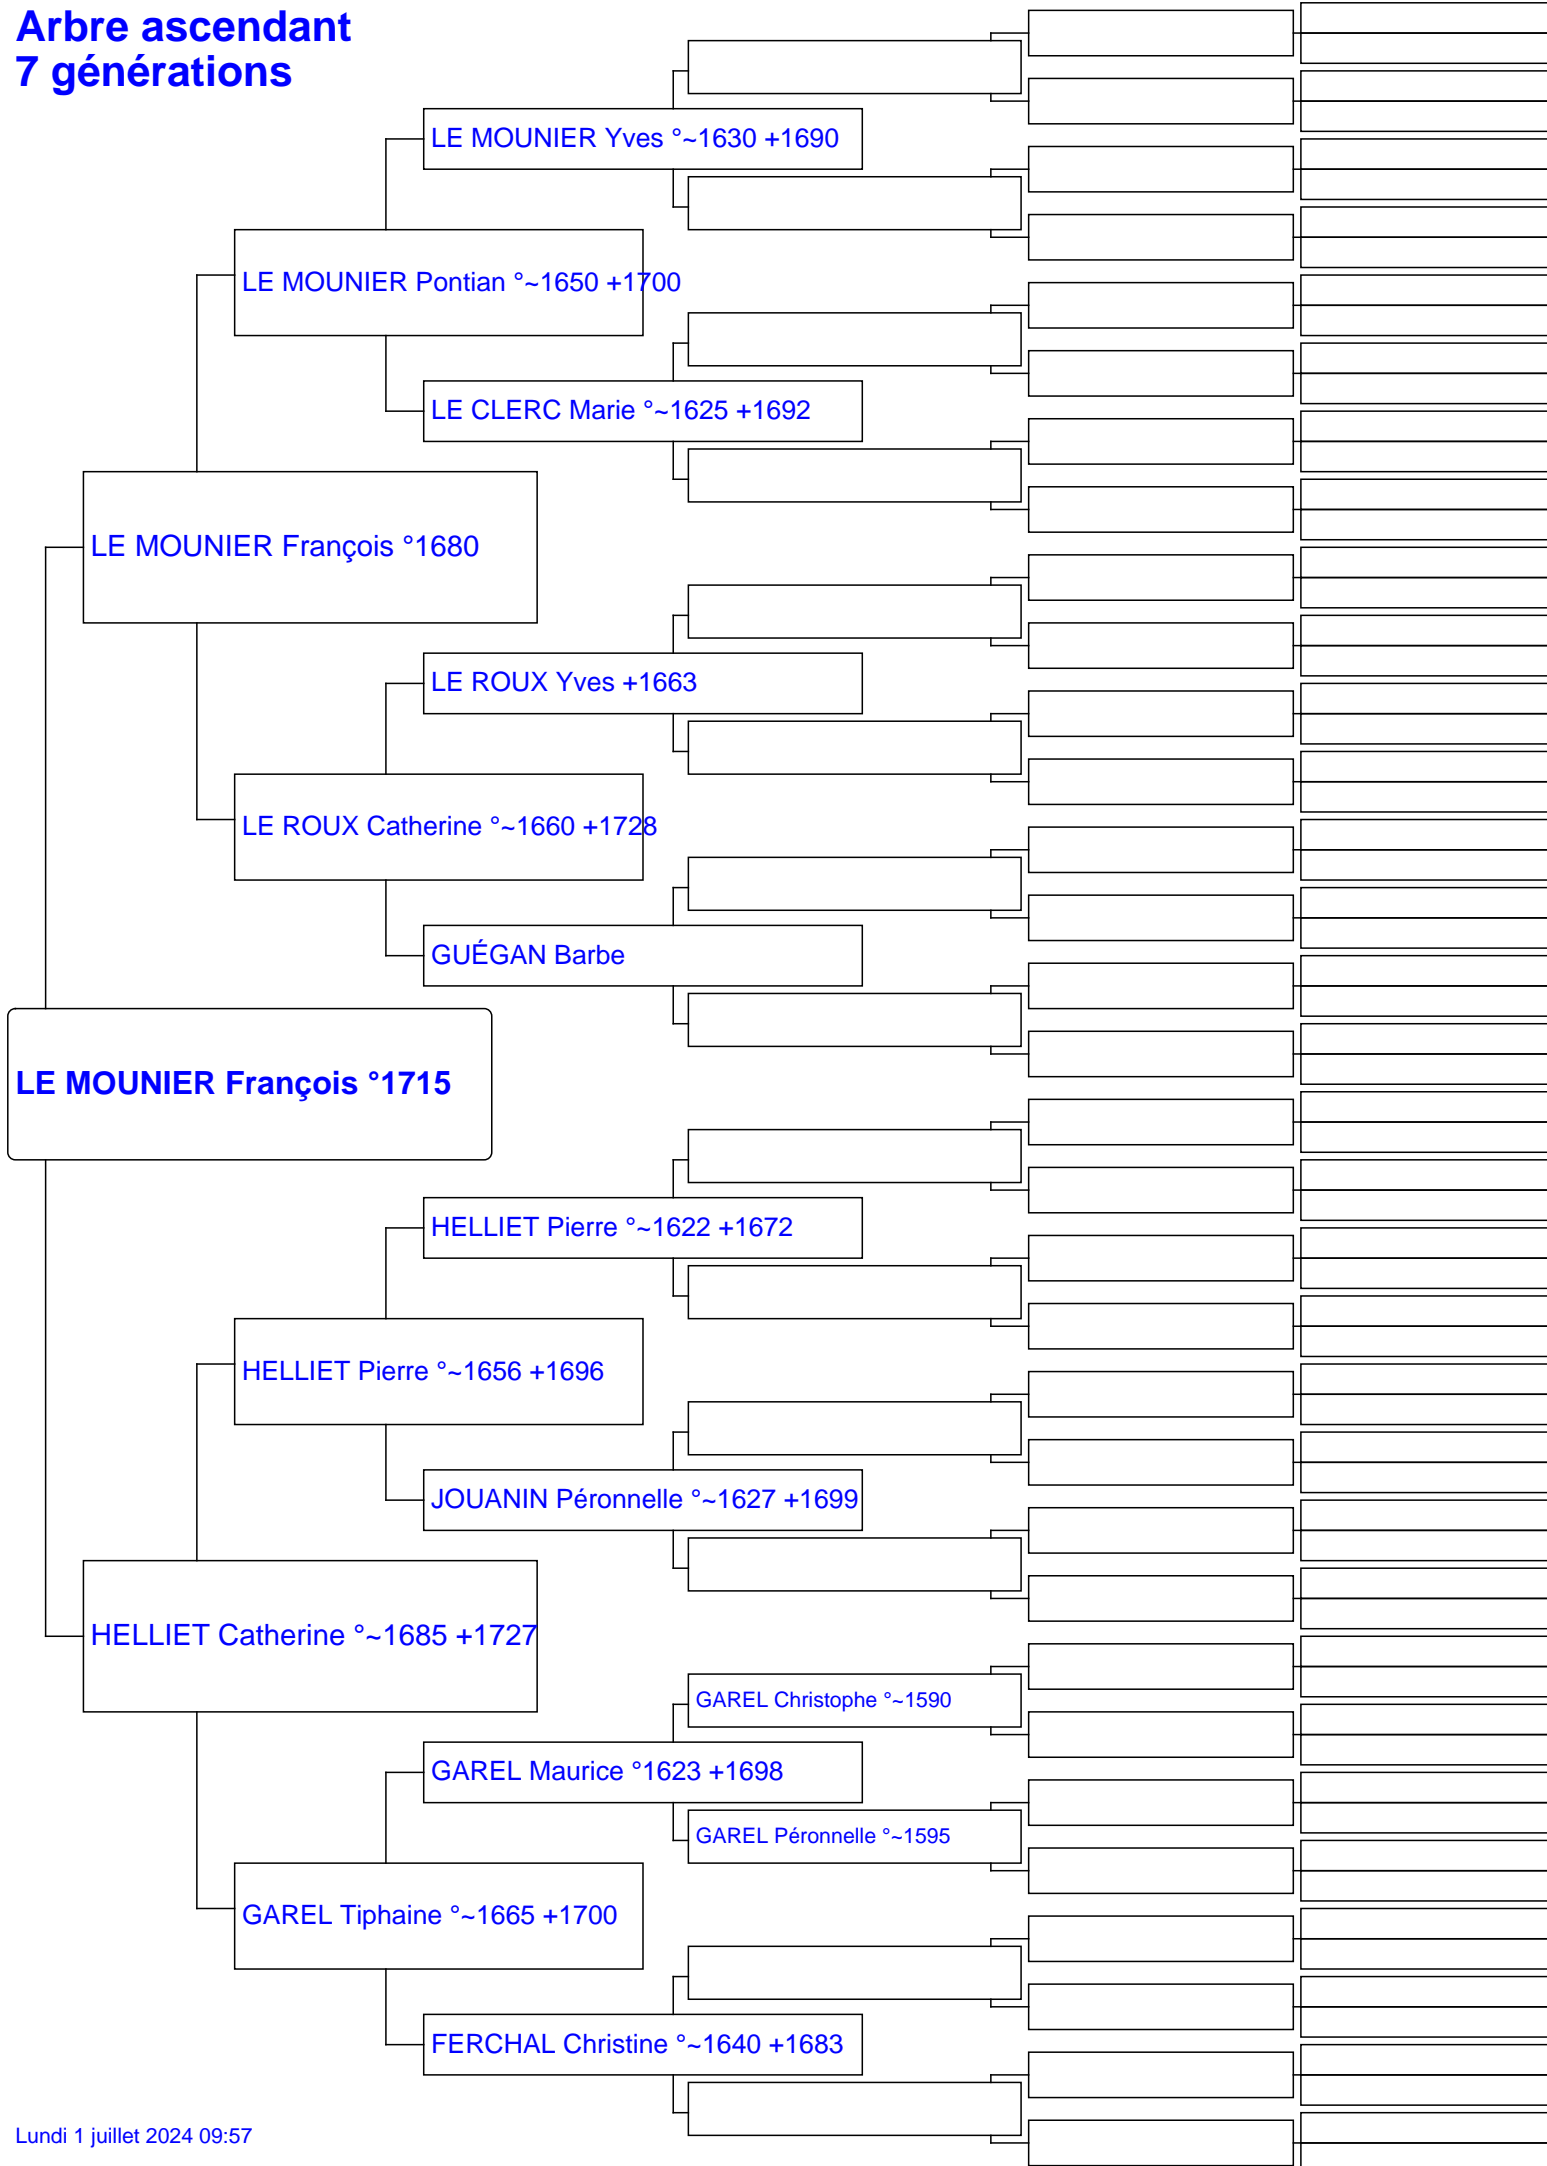 Arbre ascendant
7 générations
LE MOUNIER Yves °~1630 +1690
LE MOUNIER Pontian °~1650 +1700
LE CLERC Marie °~1625 +1692
LE MOUNIER François °1680
LE ROUX Yves +1663
LE ROUX Catherine °~1660 +1728
GUÉGAN Barbe
LE MOUNIER François °1715
HELLIET Pierre °~1622 +1672
HELLIET Pierre °~1656 +1696
JOUANIN Péronnelle °~1627 +1699
HELLIET Catherine °~1685 +1727
GAREL Christophe °~1590
GAREL Maurice °1623 +1698
GAREL Péronnelle °~1595
GAREL Tiphaine °~1665 +1700
FERCHAL Christine °~1640 +1683
Lundi 1 juillet 2024 09:57